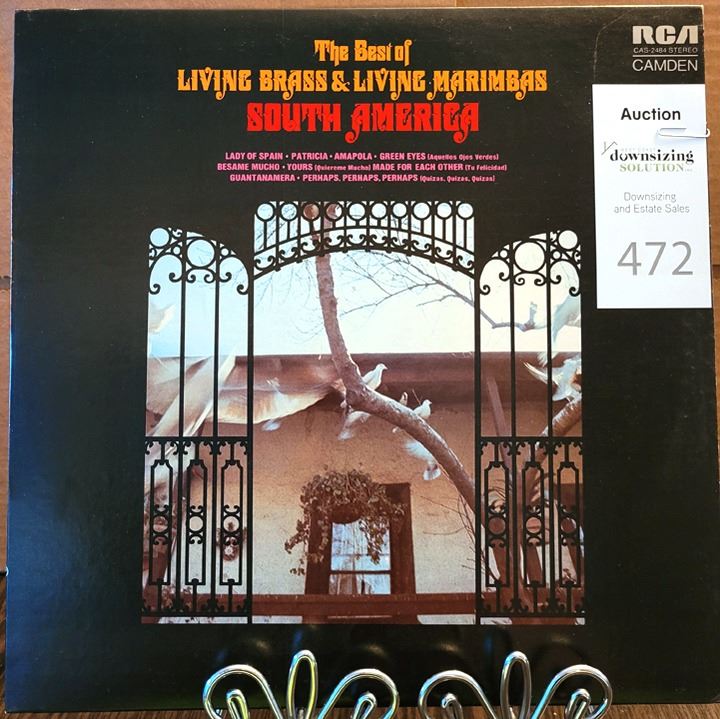 The Best of
LIVING BRASS & LIVING MARIMBAS
SOUTH AMERICA
LADY OF SPAIN • PATRICIA • AMAPOLA • GREEN EYES (Aquellos Ojos Verdes)
BESAME MUCHO • YOURS (Quiereme Mucho) MADE FOR EACH OTHER (Tu Felicidad)
GUANTANAMERA • PERHAPS, PERHAPS, PERHAPS (Quizas, Quizas, Quizas)
RCA
CAS-2484 STEREO
CAMDEN
Auction
downsizing
SOLUTION
Downsizing
and Estate Sales
472